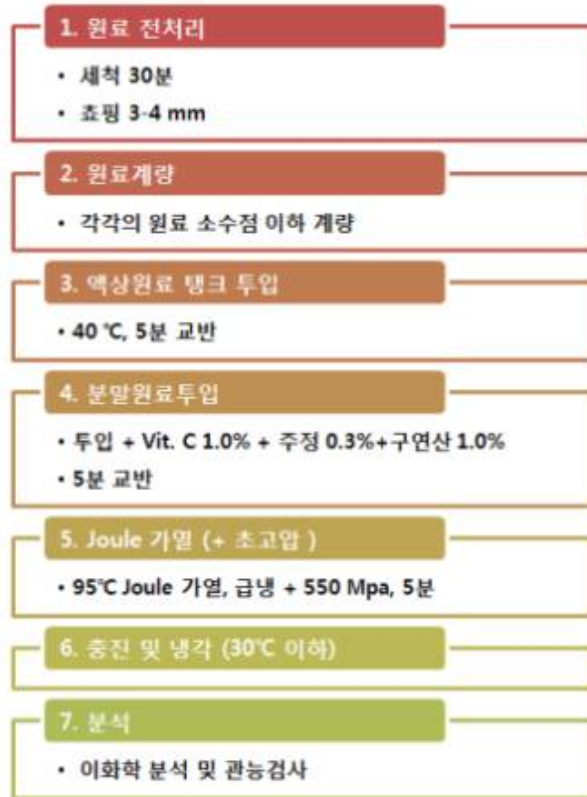 1. 원료 전처리
• 세척 30분
• 쵸핑 3-4 mm
2. 원료계량
• 각각의 원료 소수점 이하 계량
3. 액상원료 탱크 투입
• 40 ℃, 5분 교반
4. 분말원료투입
• 투입 + Vit. C 1.0% + 주정 0.3%+구연산 1.0%
• 5분 교반
5. Joule 가열 (+ 초고압 )
• 95℃ Joule 가열, 급냉 + 550 Mpa, 5분
6. 충진 및 냉각 (30℃ 이하)
7. 분석
• 이화학 분석 및 관능검사